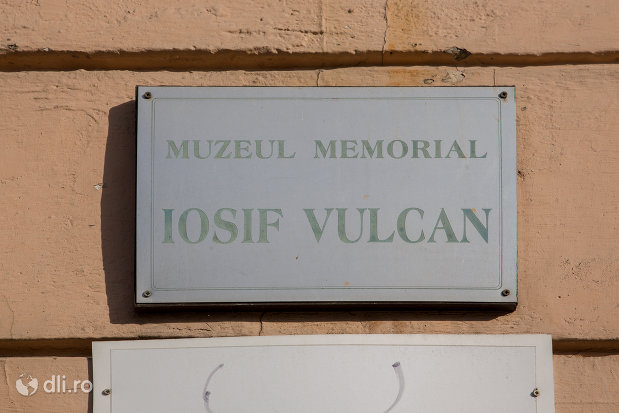 MUZEUL MEMORIAL
IOSIF VULCAN
dli.ro